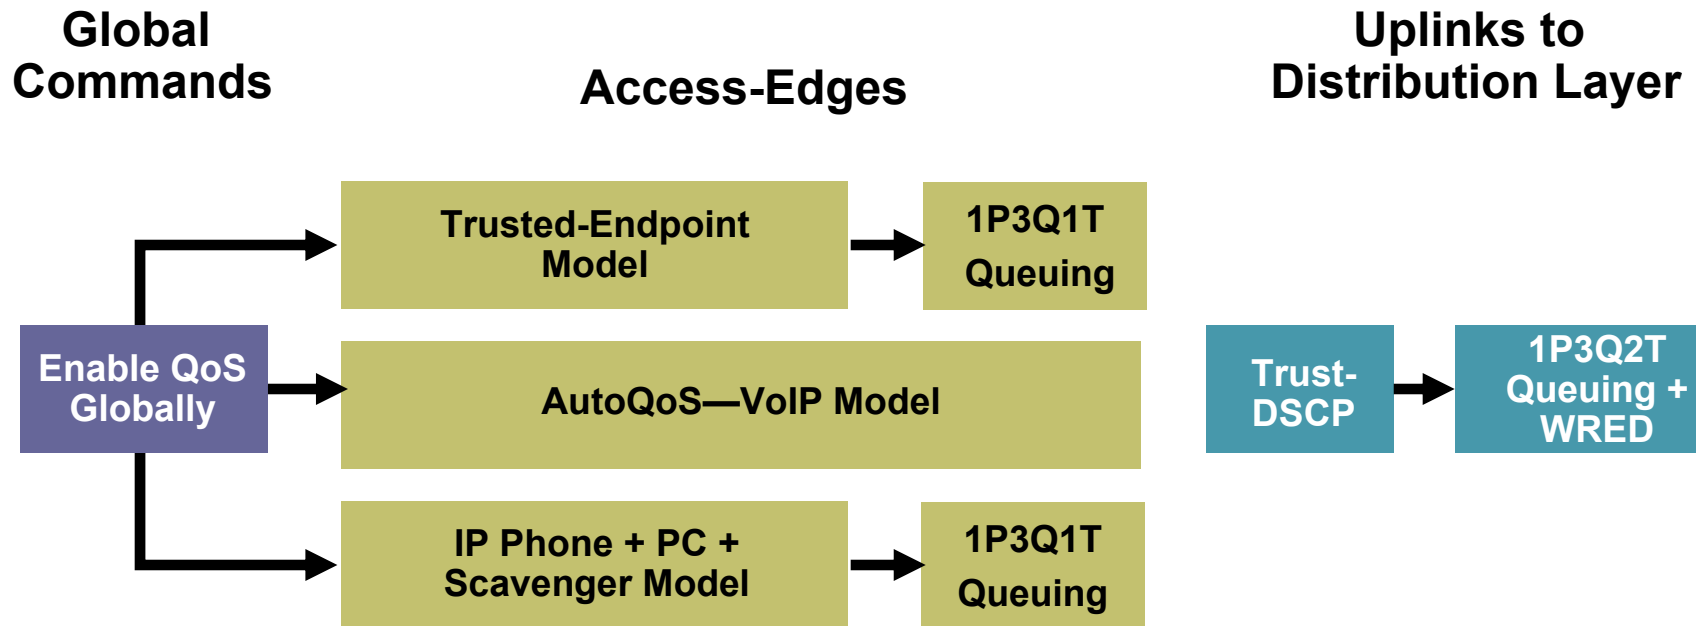 Global
Commands
Access-Edges
Uplinks to
Distribution Layer
Trusted-Endpoint
Model
1P3Q1T
Queuing
Enable QoS
Globally
AutoQoS—VoIP Model
Trust-
DSCP
1P3Q2T
Queuing +
WRED
IP Phone + PC +
Scavenger Model
1P3Q1T
Queuing